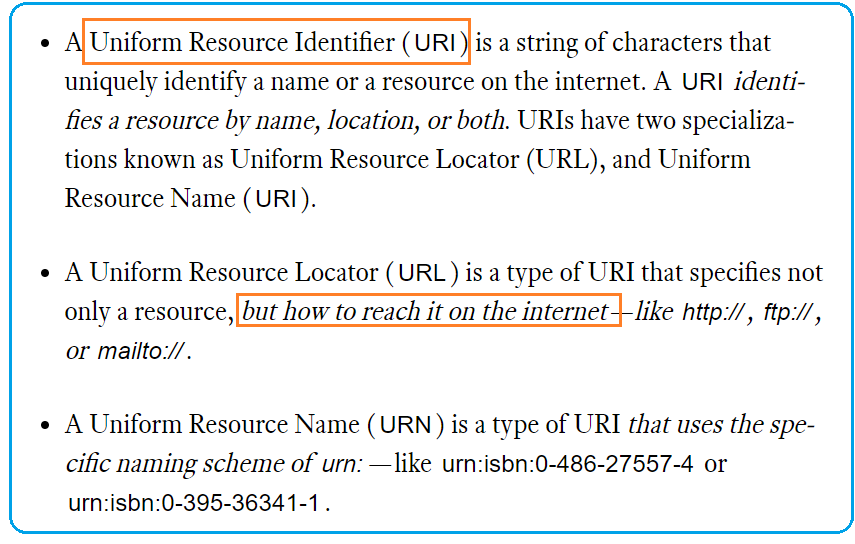 • A Uniform Resource Identifier (URI) is a string of characters that
uniquely identify a name or a resource on the internet. A URI identi-
fies a resource by name, location, or both. URIs have two specializa-
tions known as Uniform Resource Locator (URL), and Uniform
Resource Name (URI).
• A Uniform Resource Locator (URL) is a type of URI that specifies not
only a resource, but how to reach it on the internet—like http://, ftp://,
or mailto://.
• A Uniform Resource Name (URN) is a type of URI that uses the spe-
cific naming scheme of urn: —like urn:isbn:0-486-27557-4 or
urn:isbn:0-395-36341-1.